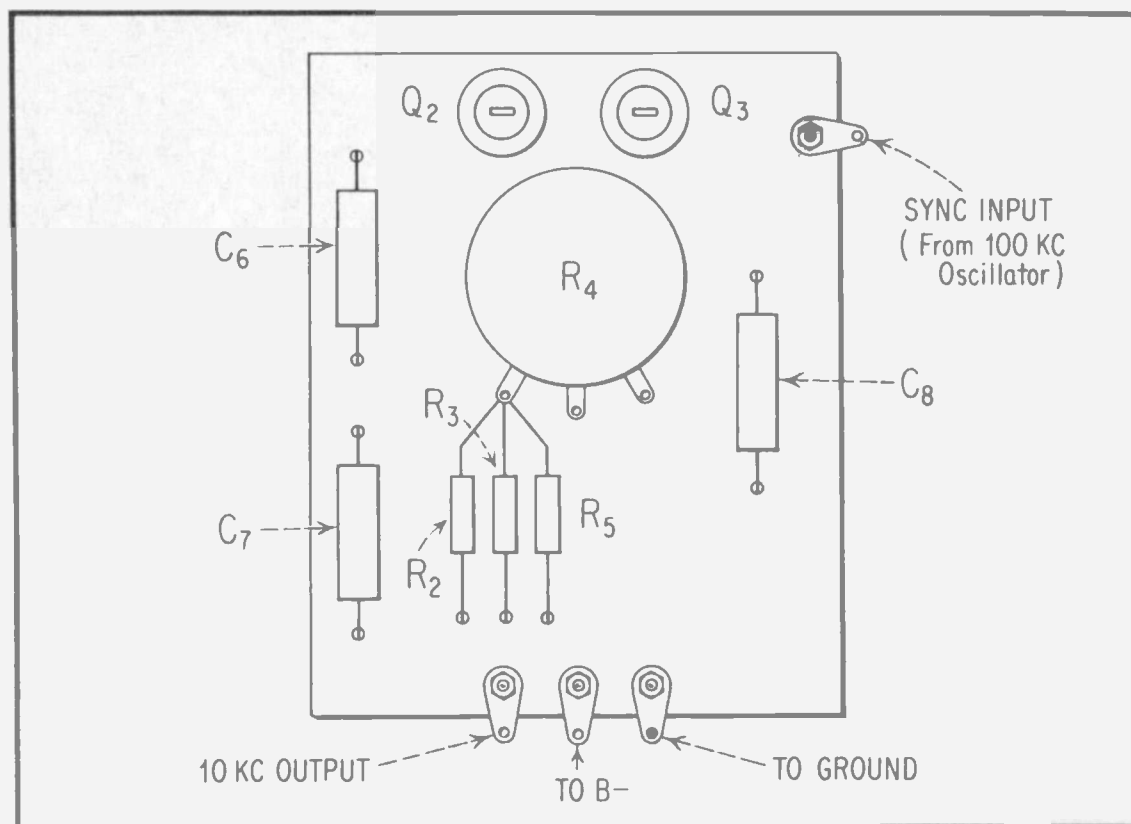 Q2
Q3
SYNC INPUT
(From 100 KC
Oscillator)
C6
R4
C8
R3
C7
R5
R2
10 KC OUTPUT
TO B-
TO GROUND